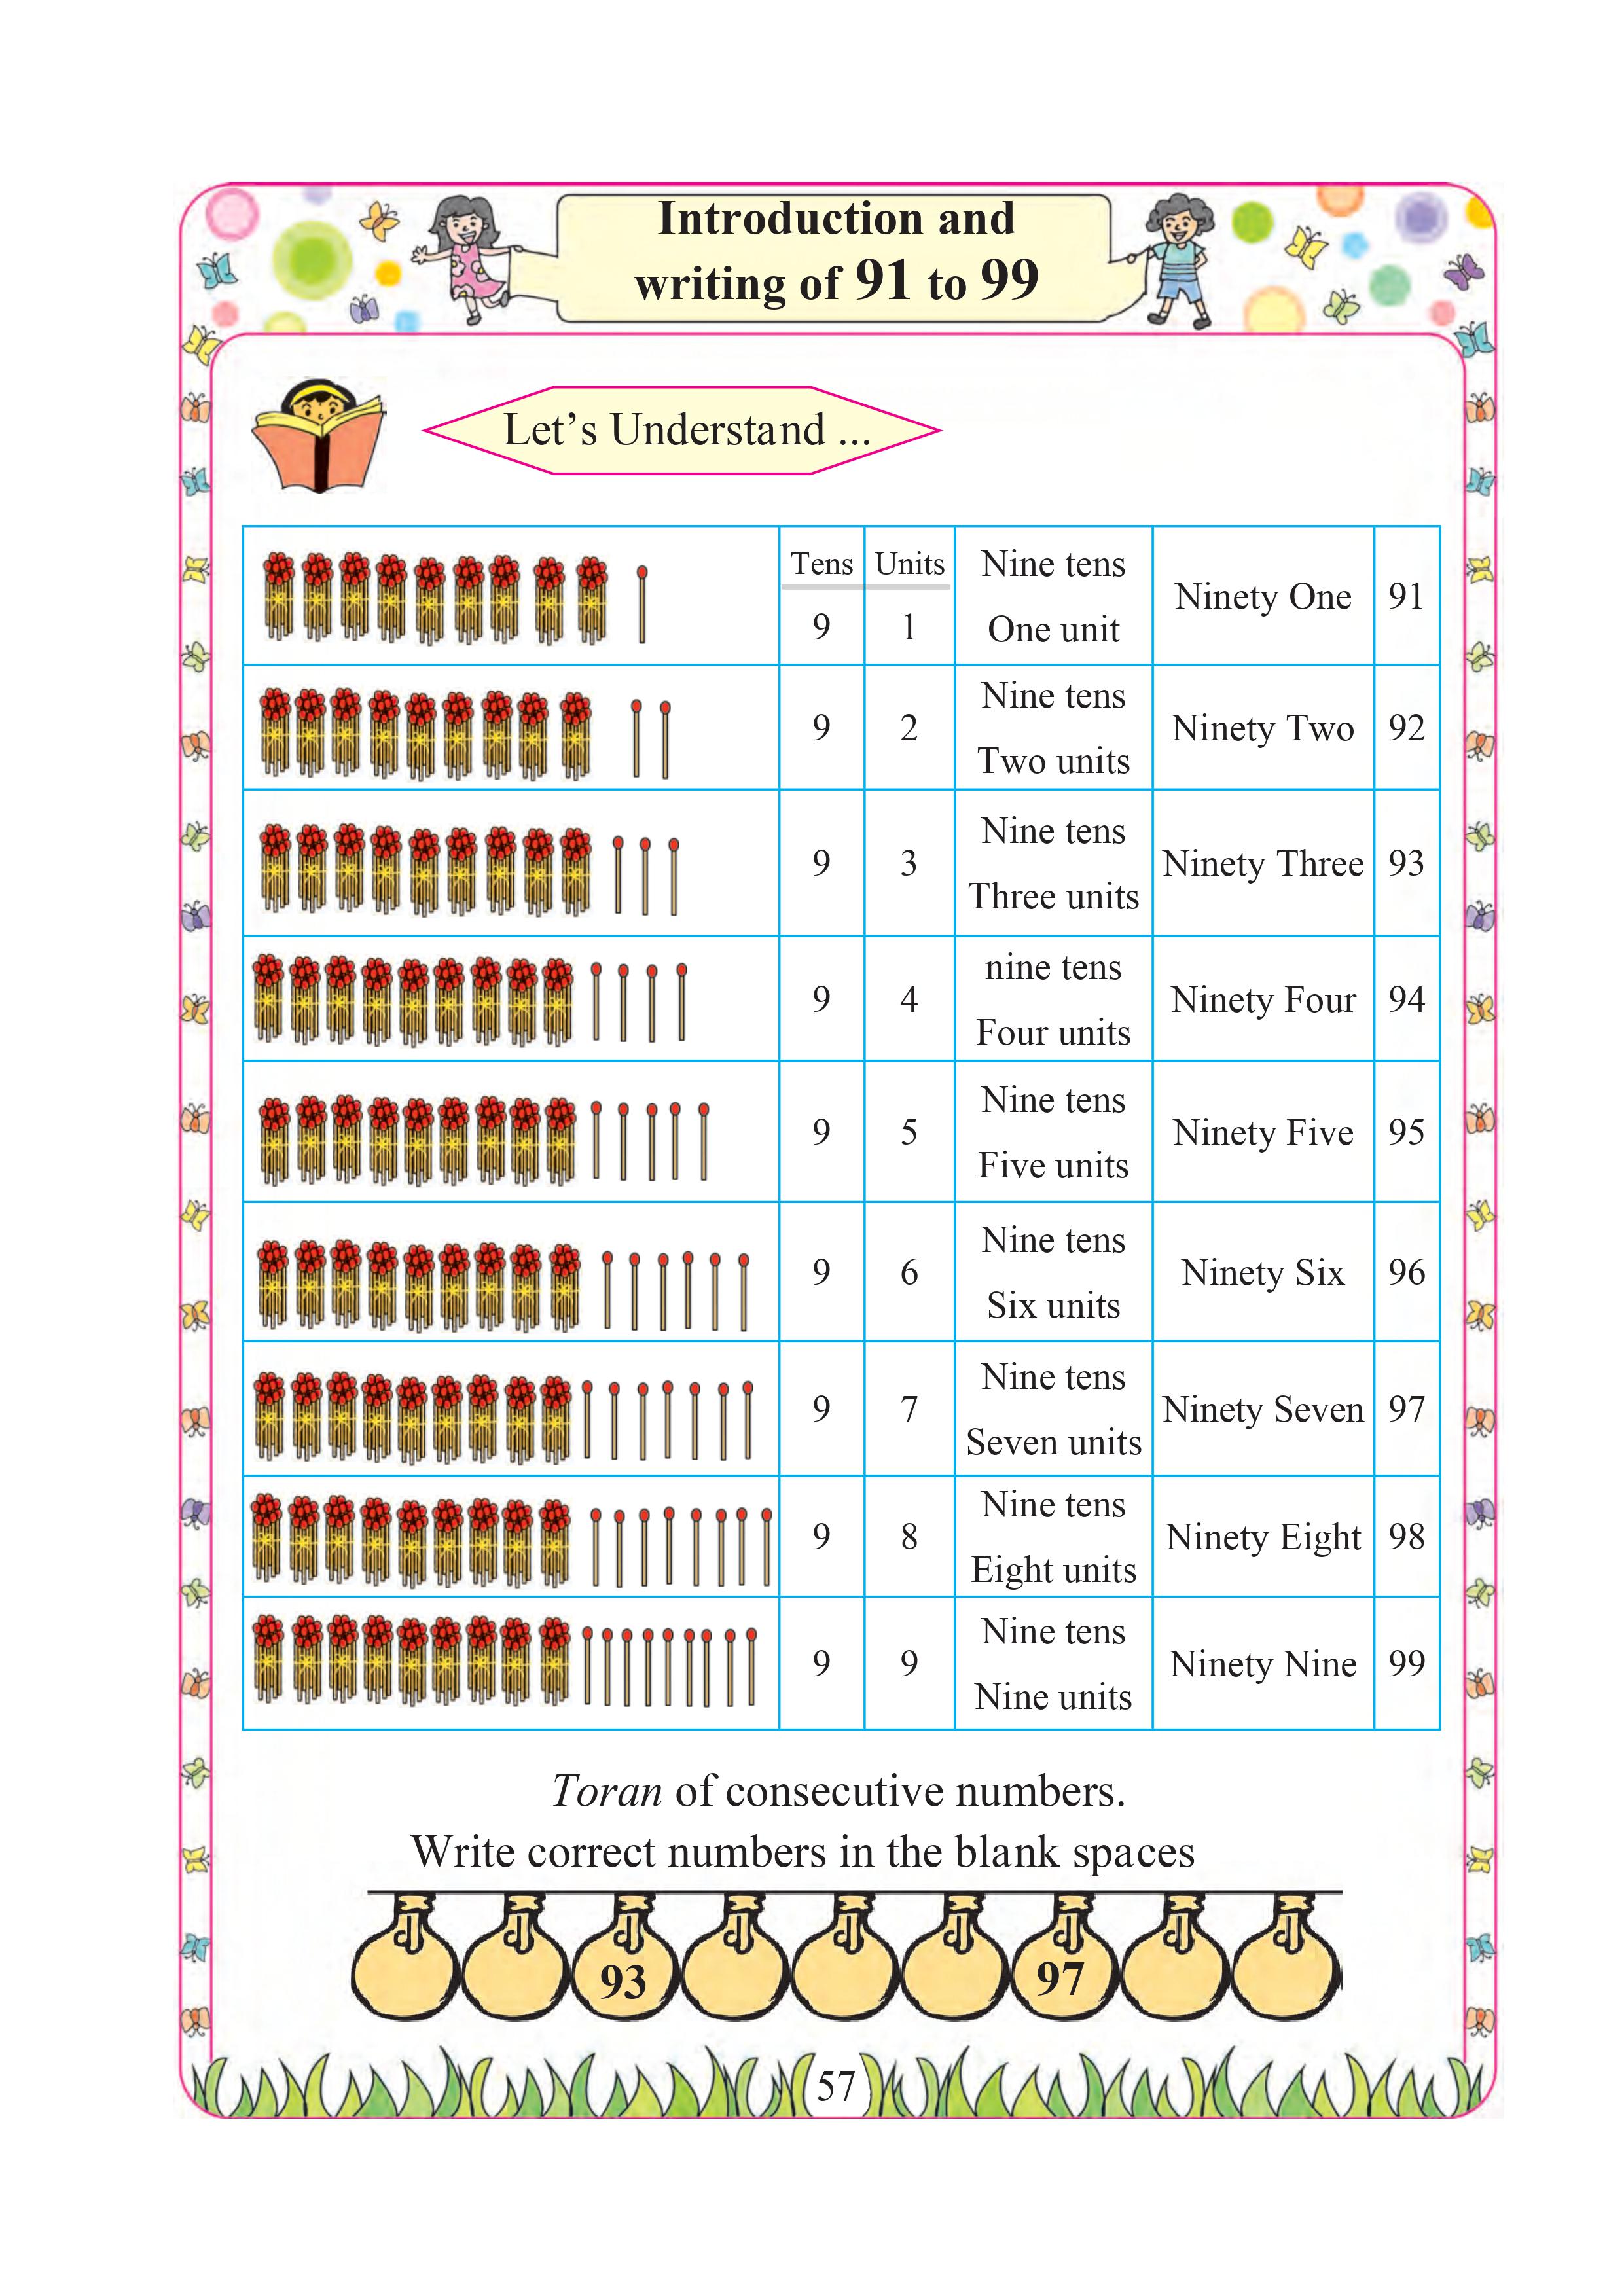 Introduction and
writing of 91 to 99
Let’s Understand ...
Tens Units Nine tens
9 1 One unit Ninety One 91
Nine tens
9 2 Ninety Two 92
Two units
Nine tens
9 3 Ninety Three 93
Three units
nine tens
9 4 Ninety Four 94
Four units
Nine tens
9 5 Ninety Five 95
Five units
Nine tens
9 6 Ninety Six 96
Six units
Nine tens
9 7 Ninety Seven 97
Seven units
Nine tens
9 8 Ninety Eight 98
Eight units
Nine tens
9 9 Ninety Nine 99
Nine units
Toran of consecutive numbers.
Write correct numbers in the blank spaces
93 97
57